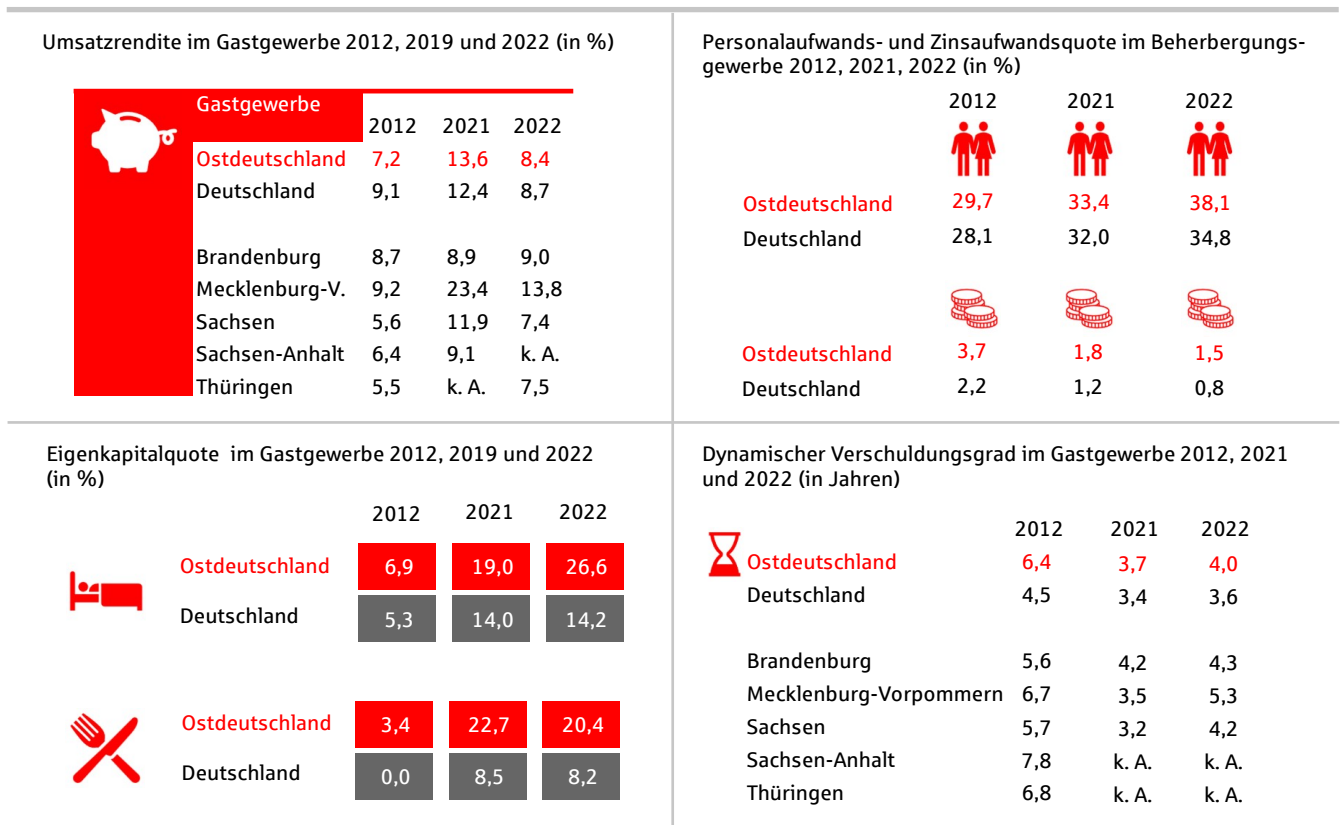 Umsatzrendite im Gastgewerbe 2012, 2019 und 2022 (in %)
Gastgewerbe
2012 2021 2022
Ostdeutschland 7,2 13,6 8,4
Deutschland 9,1 12,4 8,7
Brandenburg 8,7 8,9 9,0
Mecklenburg-V. 9,2 23,4 13,8
Sachsen 5,6 11,9 7,4
Sachsen-Anhalt 6,4 9,1 k. A.
Thüringen 5,5 k. A. 7,5
Personalaufwands- und Zinsaufwandsquote im Beherbergungs-
gewerbe 2012, 2021, 2022 (in %)
2012 2021 2022
Ostdeutschland 29,7 33,4 38,1
Deutschland 28,1 32,0 34,8
Ostdeutschland 3,7 1,8 1,5
Deutschland 2,2 1,2 0,8
Eigenkapitalquote im Gastgewerbe 2012, 2019 und 2022
(in %)
2012 2021 2022
Ostdeutschland 6,9 19,0 26,6
Deutschland 5,3 14,0 14,2
Ostdeutschland 3,4 22,7 20,4
Deutschland 0,0 8,5 8,2
Dynamischer Verschuldungsgrad im Gastgewerbe 2012, 2021
und 2022 (in Jahren)
2012 2021 2022
Ostdeutschland 6,4 3,7 4,0
Deutschland 4,5 3,4 3,6
Brandenburg 5,6 4,2 4,3
Mecklenburg-Vorpommern 6,7 3,5 5,3
Sachsen 5,7 3,2 4,2
Sachsen-Anhalt 7,8 k. A. k. A.
Thüringen 6,8 k. A. k. A.